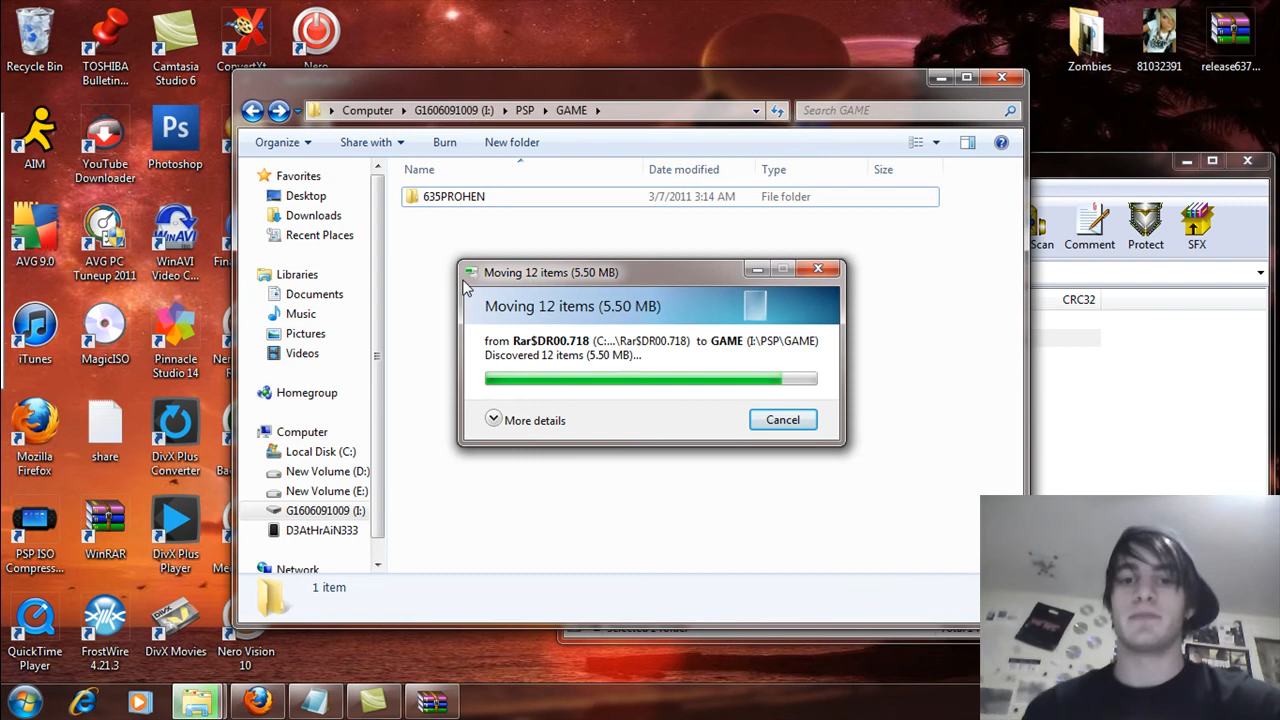 Recycle Bin
TOSHIBA Bulletin...
Camtasia Studio 6
ConvertXt...
Nero
Zombies
81032391
release637...
AIM
YouTube Downloader
Photoshop
AVG 9.0
AVG PC Tuneup 2011
WinAVI Video C...
iTunes
MagicISO
Pinnacle Studio 14
Mozilla Firefox
share
DivX Plus Converter
PSP ISO Compress...
WinRAR
DivX Plus Player
QuickTime Player
FrostWire 4.21.3
DivX Movies
Nero Vision 10
Computer
G1606091009 (I:)
PSP
GAME
Search GAME
Organize
Share with
Burn
New folder
Name
Date modified
Type
Size
635PROHEN
3/7/2011 3:14 AM
File folder
Favorites
Desktop
Downloads
Recent Places
Libraries
Documents
Music
Pictures
Videos
Homegroup
Computer
Local Disk (C:)
New Volume (D:)
New Volume (E:)
G1606091009 (I:)
D3AtHrAiN333
Network
1 item
Moving 12 items (5.50 MB)
Moving 12 items (5.50 MB)
from Rar$DR00.718 (C:...\Rar$DR00.718) to GAME (I:\PSP\GAME)
Discovered 12 items (5.50 MB)...
More details
Cancel
Scan
Comment
Protect
SFX
CRC32